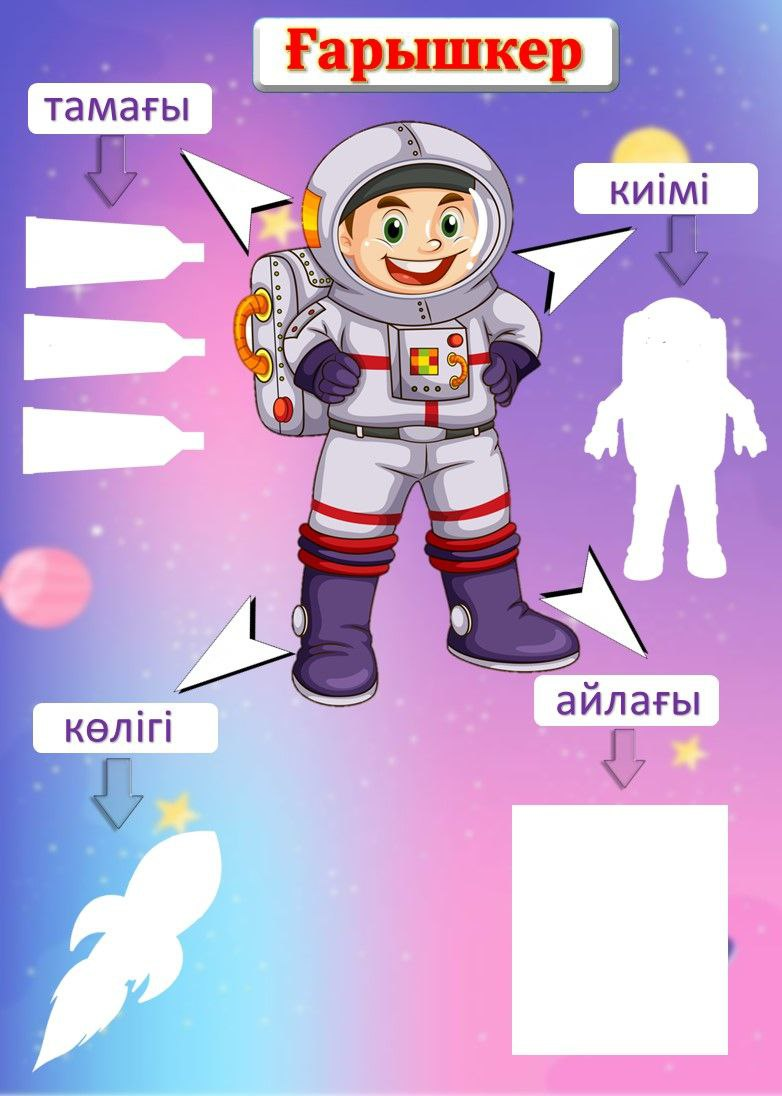 Ғарышкер
тамағы
киімі
көлігі
айлағы